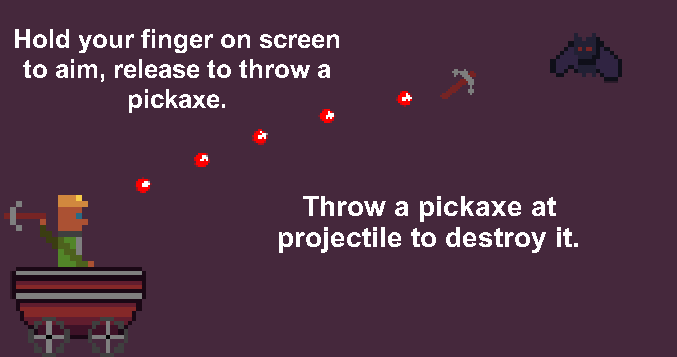 Hold your finger on screen
to aim, release to throw a
pickaxe.
Throw a pickaxe at
projectile to destroy it.